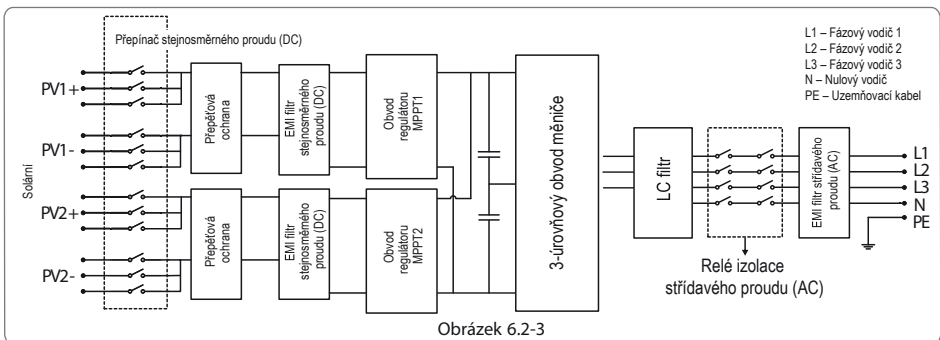 Přepínač stejnosměrného proudu (DC)
Solární
PV1+
PV1-
PV2+
PV2-
Přepěťová
ochrana
EMI filtr
stejnosměrného
proudu (DC)
Obvod
regulátoru
MPPT1
Přepěťová
ochrana
EMI filtr
stejnosměrného
proudu (DC)
Obvod
regulátoru
MPPT2
3-úrovňový obvod měniče
LC filtr
Relé izolace
střídavého proudu (AC)
EMI filtr střídavého
proudu (AC)
L1
L2
L3
N
PE
L1 – Fázový vodič 1
L2 – Fázový vodič 2
L3 – Fázový vodič 3
N – Nulový vodič
PE – Uzemňovací kabel
Obrázek 6.2-3